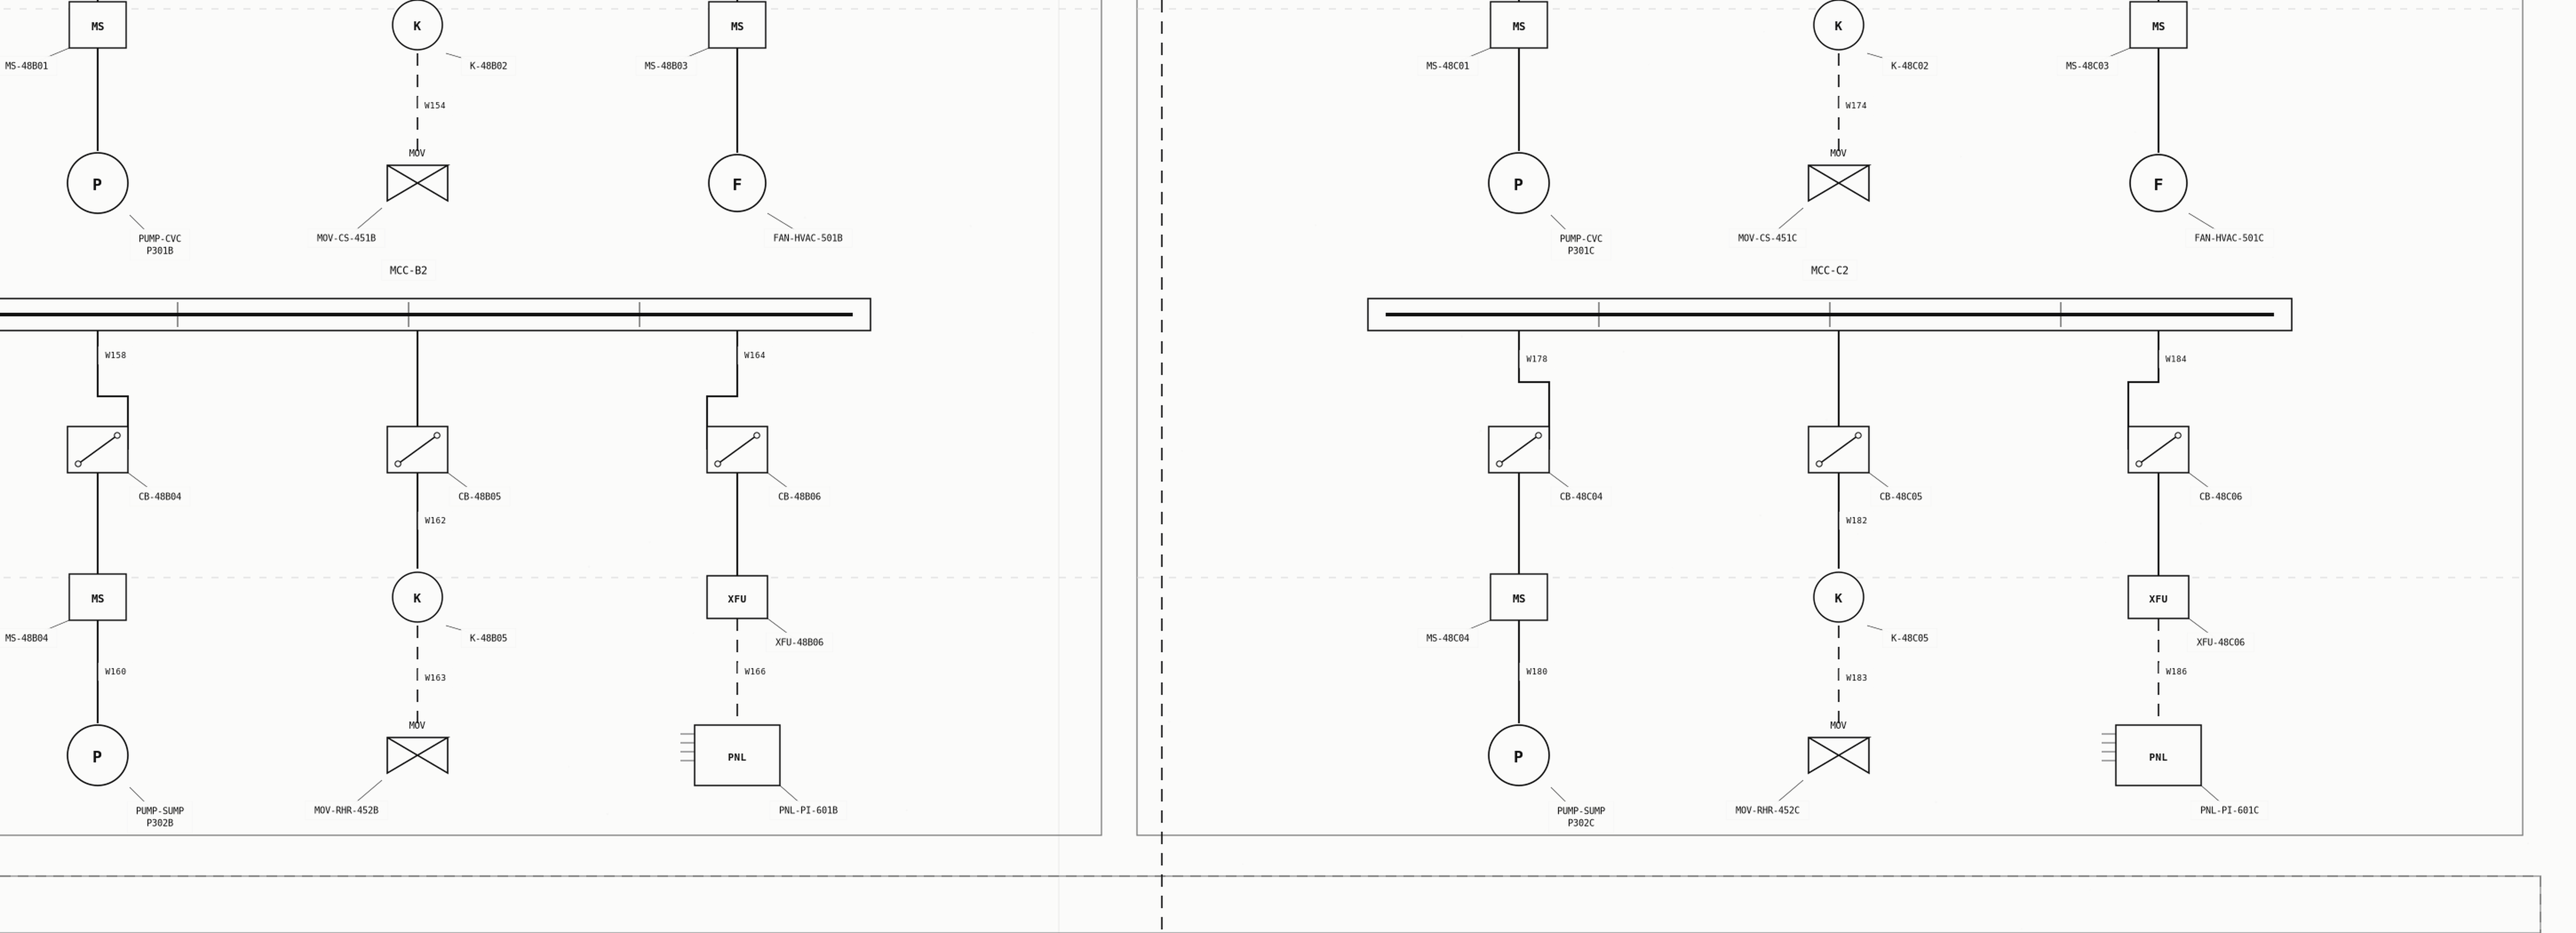 MS
K
MS
MS
K
MS
MS-48B01
K-48B02
MS-48B03
MS-48C01
K-48C02
MS-48C03
W154
W174
MOV
MOV
P
F
P
F
PUMP-CVC
P301B
MOV-CS-451B
FAN-HVAC-501B
PUMP-CVC
P301C
MOV-CS-451C
FAN-HVAC-501C
MCC-B2
MCC-C2
W158
W164
W178
W184
CB-48B04
CB-48B05
CB-48B06
CB-48C04
CB-48C05
CB-48C06
W162
W182
MS
K
XFU
MS
K
XFU
MS-48B04
K-48B05
XFU-48B06
MS-48C04
K-48C05
XFU-48C06
W160
W163
W166
W180
W183
W186
MOV
MOV
P
PNL
P
PNL
PUMP-SUMP
P302B
MOV-RHR-452B
PNL-PI-601B
PUMP-SUMP
P302C
MOV-RHR-452C
PNL-PI-601C